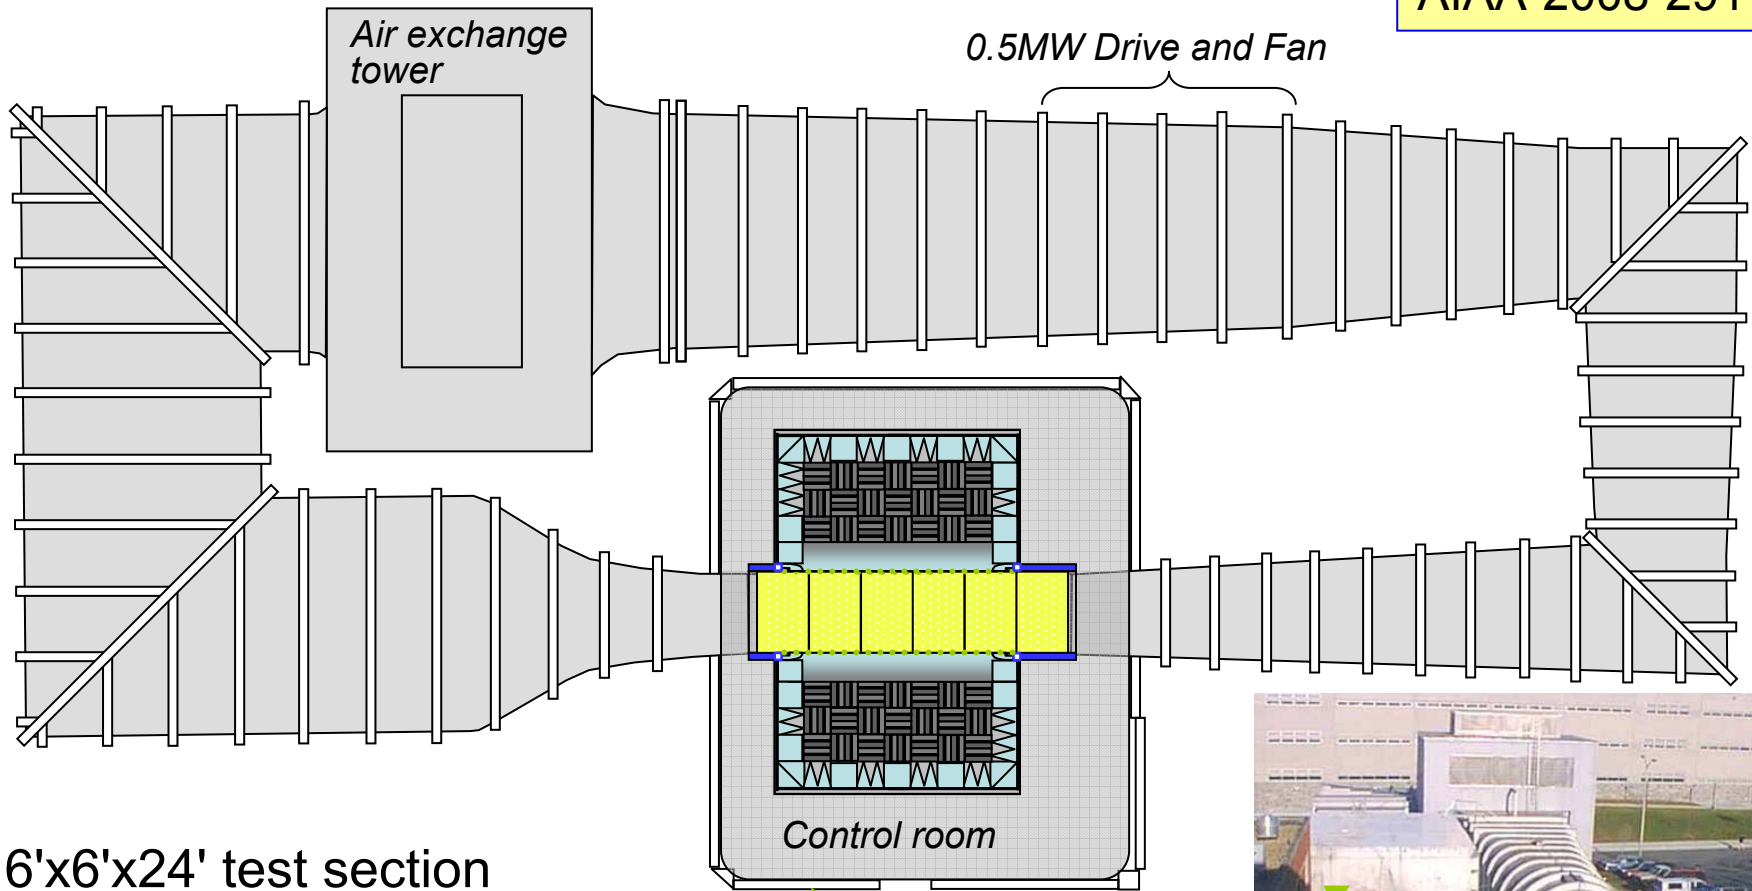 Air exchange
tower
0.5MW Drive and Fan
Control room
6'x6'x24' test section